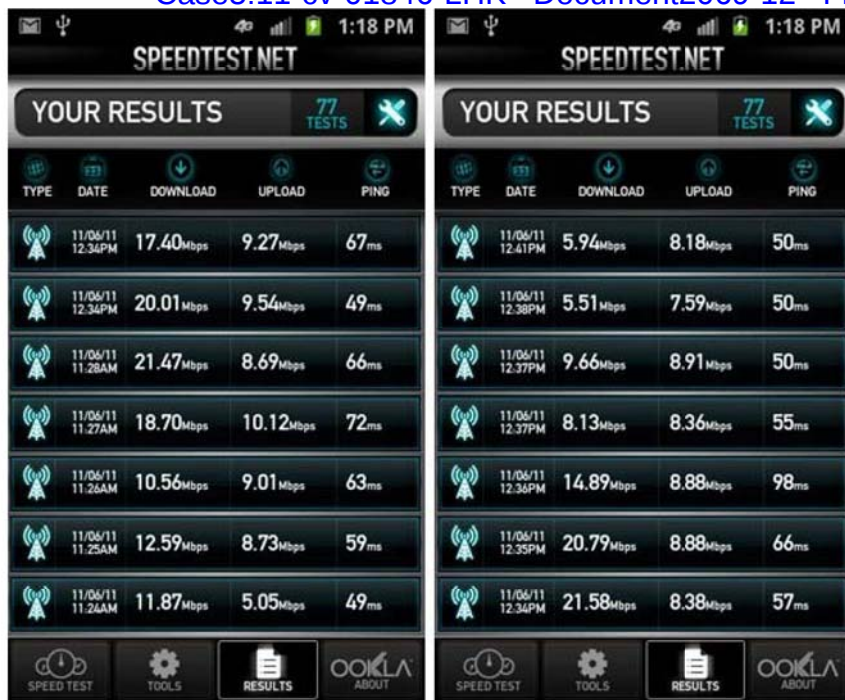 1:18 PM
SPEEDTEST.NET
YOUR RESULTS 77 TESTS
TYPE DATE DOWNLOAD UPLOAD PING
11/06/11 12:34PM 17.40Mbps 9.27Mbps 67ms
11/06/11 12:34PM 20.01Mbps 9.54Mbps 49ms
11/06/11 11:28AM 21.47Mbps 8.69Mbps 66ms
11/06/11 11:27AM 18.70Mbps 10.12Mbps 72ms
11/06/11 11:26AM 10.56Mbps 9.01Mbps 63ms
11/06/11 11:25AM 12.59Mbps 8.73Mbps 59ms
11/06/11 11:24AM 11.87Mbps 5.05Mbps 49ms
SPEED TEST TOOLS RESULTS OOKLA ABOUT
4G 1:18 PM
SPEEDTEST.NET
YOUR RESULTS 77 TESTS
TYPE DATE DOWNLOAD UPLOAD PING
11/06/11 12:41PM 5.94Mbps 8.18Mbps 50ms
11/06/11 12:38PM 5.51Mbps 7.59Mbps 50ms
11/06/11 12:37PM 9.66Mbps 8.91Mbps 50ms
11/06/11 12:37PM 8.13Mbps 8.36Mbps 55ms
11/06/11 12:36PM 14.89Mbps 8.88Mbps 98ms
11/06/11 12:35PM 20.79Mbps 8.88Mbps 66ms
11/06/11 12:34PM 21.58Mbps 8.38Mbps 57ms
SPEED TEST TOOLS RESULTS OOKLA ABOUT